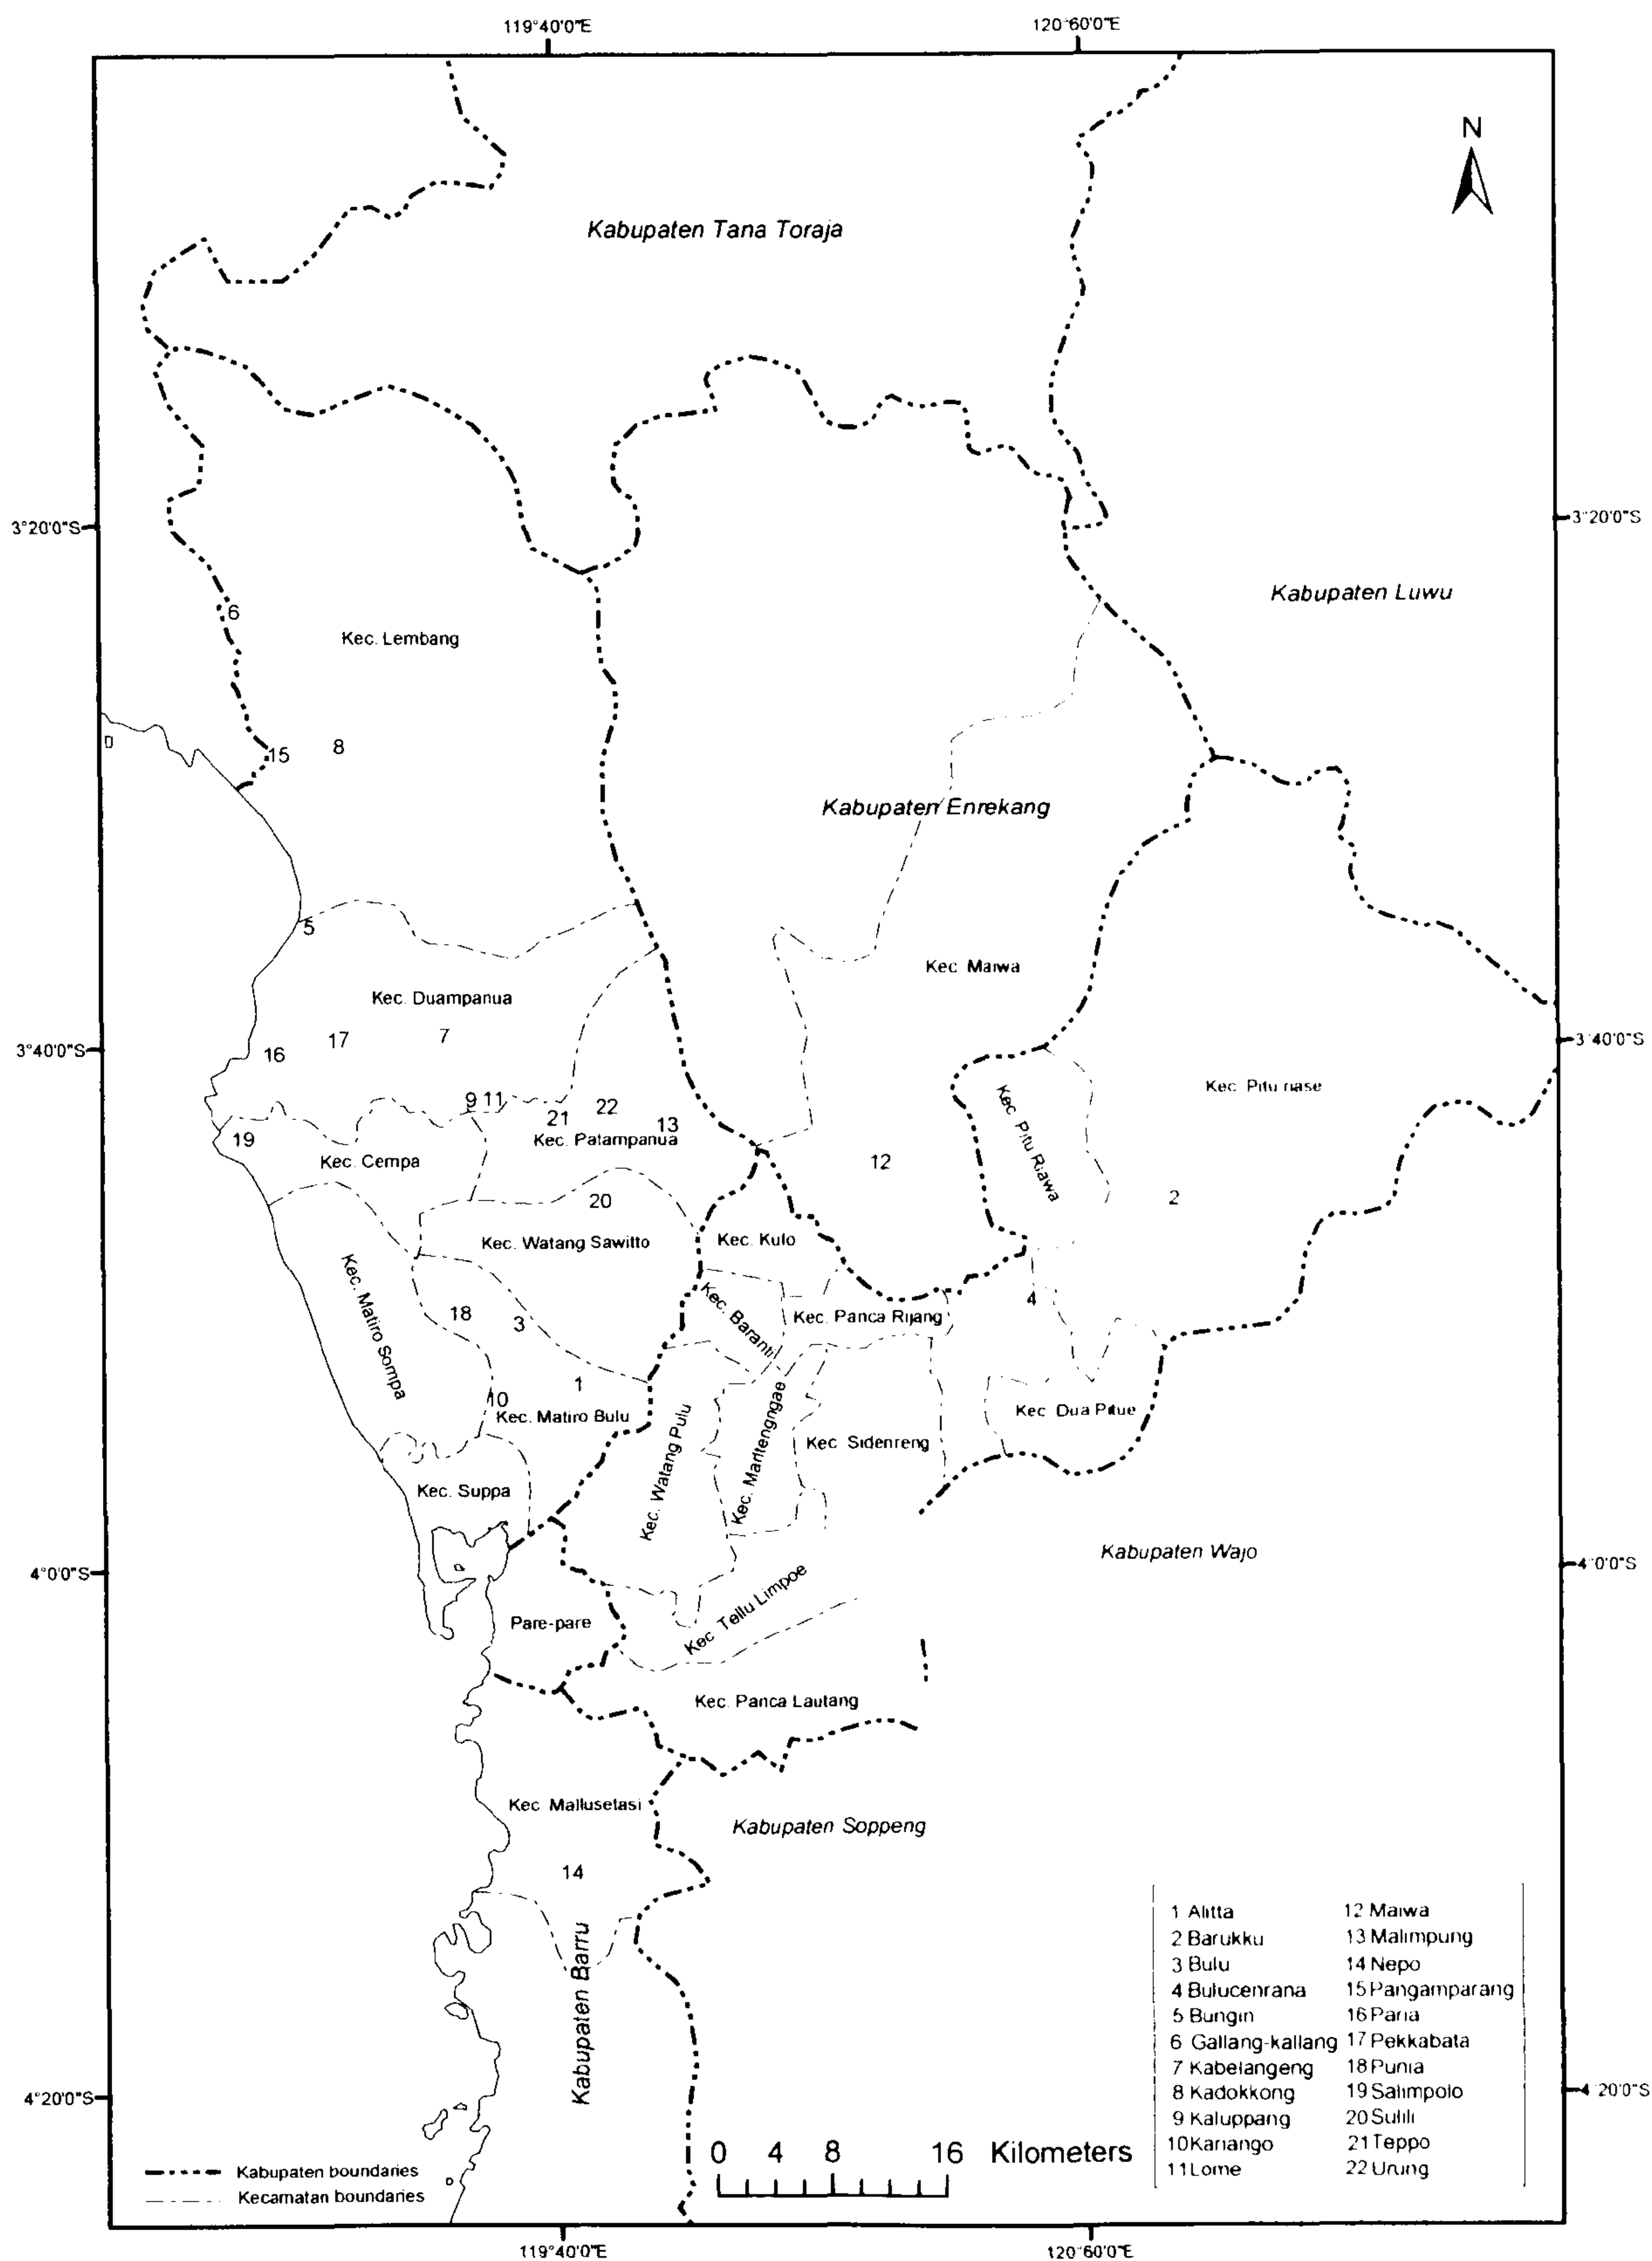 119°40'0"E
120°60'0"E
N
Kabupaten Tana Toraja
3°20'0"S
3°20'0"S
Kabupaten Luwu
6
Kec. Lembang
15
8
Kabupaten Enrekang
5
Kec. Maiwa
Kec. Duampanua
16
17
7
3°40'0"S
3°40'0"S
Kec. Pitu riase
Kec. Pitu Riawa
9
11
21
22
13
19
Kec. Patampanua
Kec. Cempa
12
2
20
Kec. Watang Sawitto
Kec. Kulo
Kec. Matiro Sompa
18
3
Kec. Baranti
Kec. Panca Rijang
4
10
1
Kec. Matiro Bulu
Kec. Watang Pulu
Kec. Maritengngae
Kec. Sidenreng
Kec. Dua Pitue
Kec. Suppa
Kabupaten Wajo
4°0'0"S
4°0'0"S
Pare-pare
Kec. Tellu Limpoe
Kec. Panca Lautang
Kec. Mallusetasi
Kabupaten Soppeng
14
Kabupaten Barru
1 Alitta
2 Barukku
3 Bulu
4 Bulucenrana
5 Bungin
6 Gallang-kallang
7 Kabelangeng
8 Kadokkong
9 Kaluppang
10 Kariango
11 Lome
12 Maiwa
13 Malimpung
14 Nepo
15 Pangamparang
16 Paria
17 Pekkabata
18 Punia
19 Salimpolo
20 Sulili
21 Teppo
22 Urung
4°20'0"S
4°20'0"S
0 4 8 16 Kilometers
Kabupaten boundaries
Kecamatan boundaries
119°40'0"E
120°60'0"E